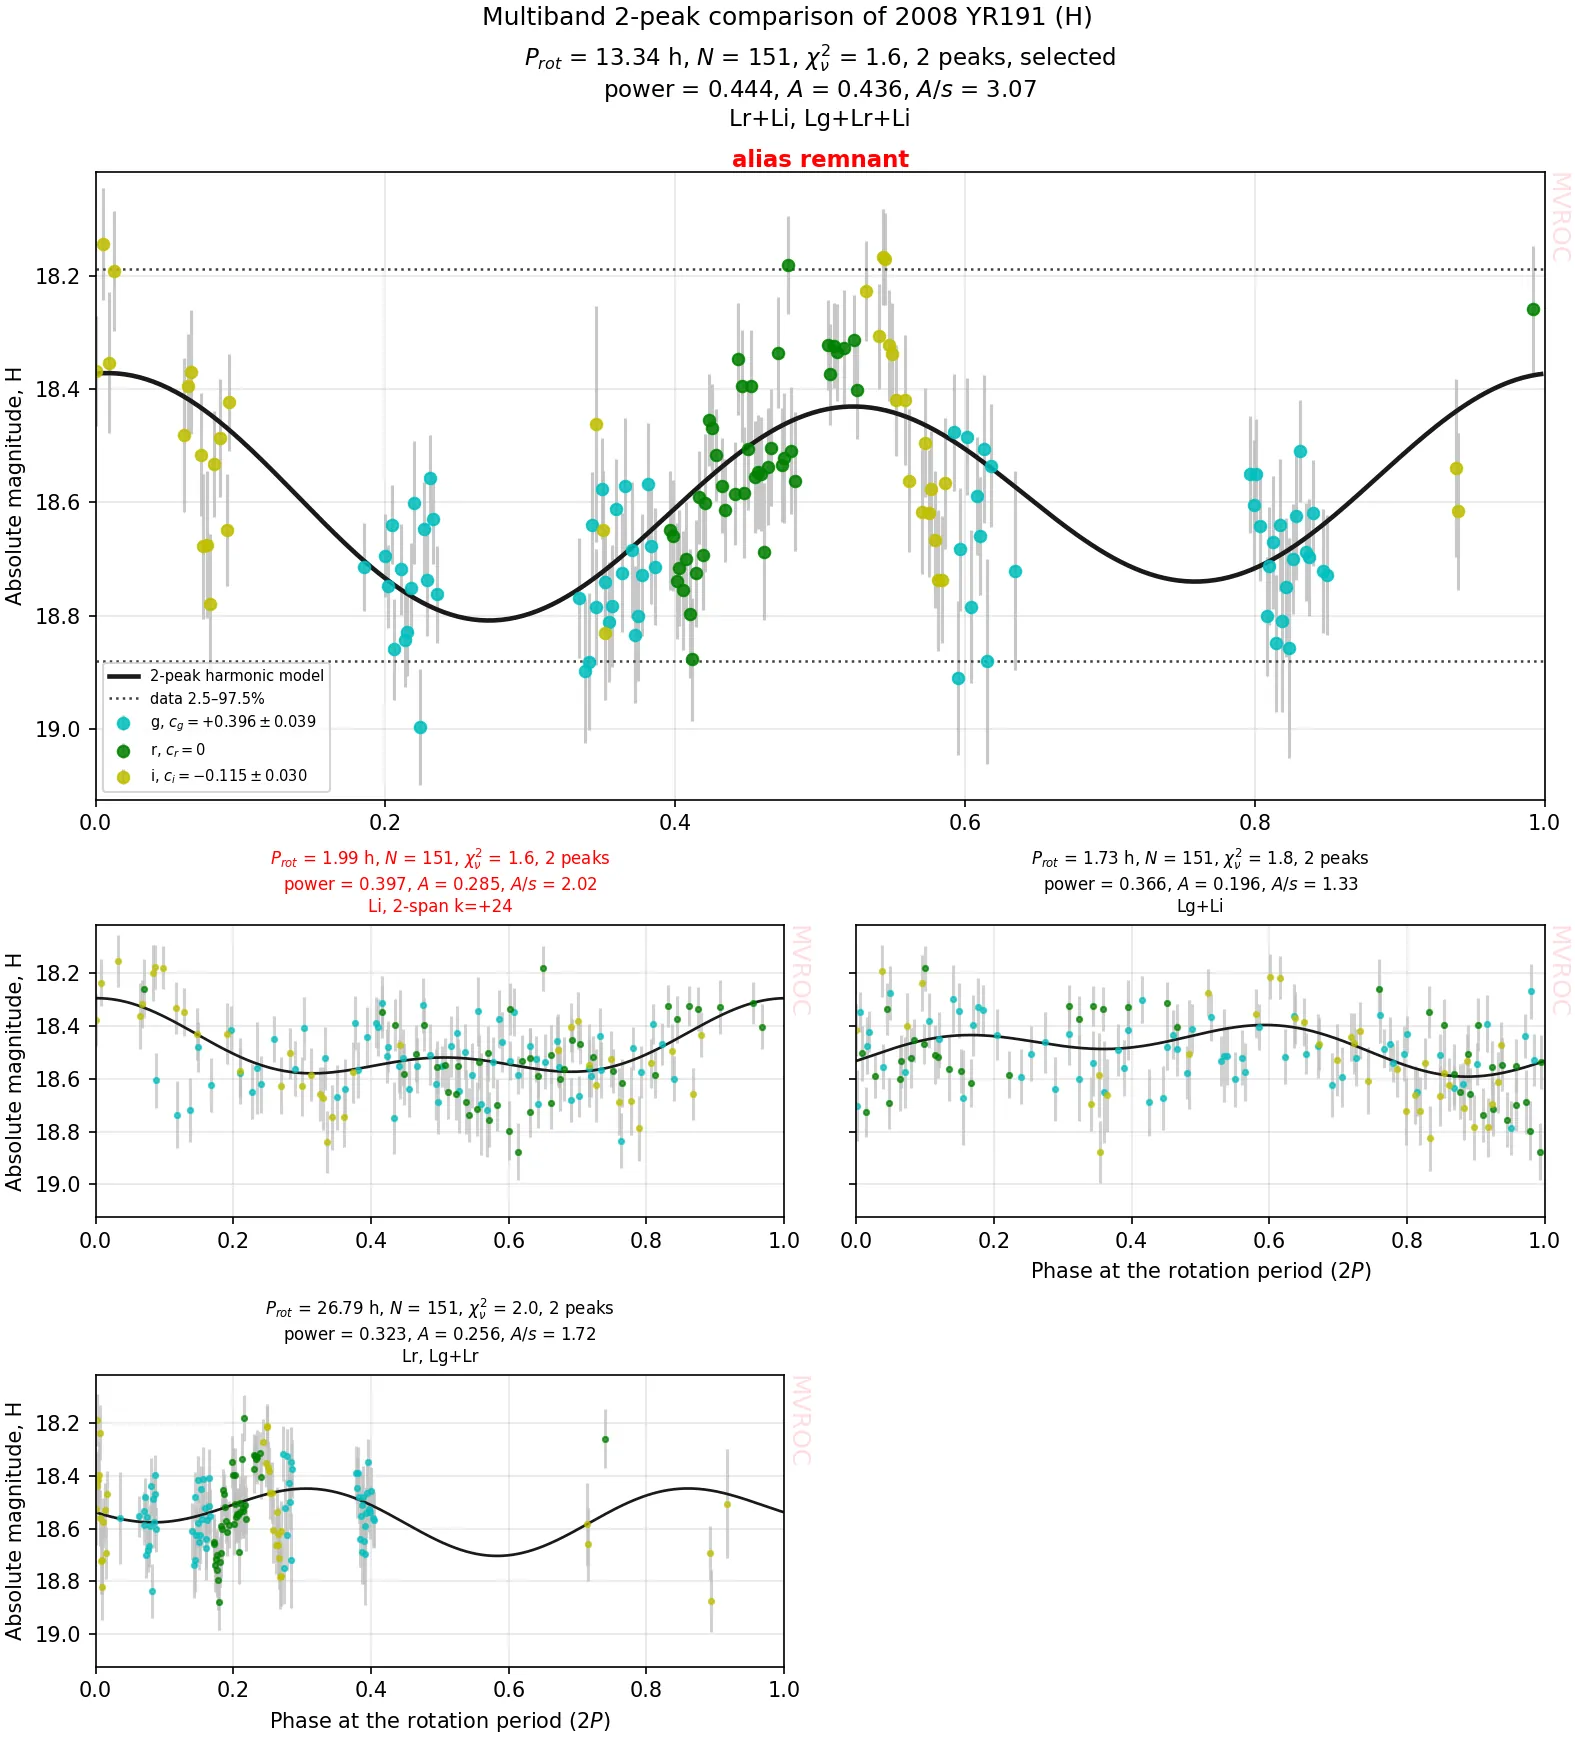 Multiband 2-peak comparison of 2008 YR191 (H)
P_rot = 13.34 h, N = 151, χ²_ν = 1.6, 2 peaks, selected
power = 0.444, A = 0.436, A/s = 3.07
Lr+Li, Lg+Lr+Li
alias remnant
MVROC
Absolute magnitude, H
18.2
18.4
18.6
18.8
19.0
2-peak harmonic model
data 2.5–97.5%
g, c_g = +0.396 ± 0.039
r, c_r = 0
i, c_i = −0.115 ± 0.030
0.0 0.2 0.4 0.6 0.8 1.0
P_rot = 1.99 h, N = 151, χ²_ν = 1.6, 2 peaks
power = 0.397, A = 0.285, A/s = 2.02
Li, 2-span k=+24
MVROC
Absolute magnitude, H
18.2
18.4
18.6
18.8
19.0
0.0 0.2 0.4 0.6 0.8 1.0
P_rot = 1.73 h, N = 151, χ²_ν = 1.8, 2 peaks
power = 0.366, A = 0.196, A/s = 1.33
Lg+Li
MVROC
0.0 0.2 0.4 0.6 0.8 1.0
Phase at the rotation period (2P)
P_rot = 26.79 h, N = 151, χ²_ν = 2.0, 2 peaks
power = 0.323, A = 0.256, A/s = 1.72
Lr, Lg+Lr
MVROC
Absolute magnitude, H
18.2
18.4
18.6
18.8
19.0
0.0 0.2 0.4 0.6 0.8 1.0
Phase at the rotation period (2P)